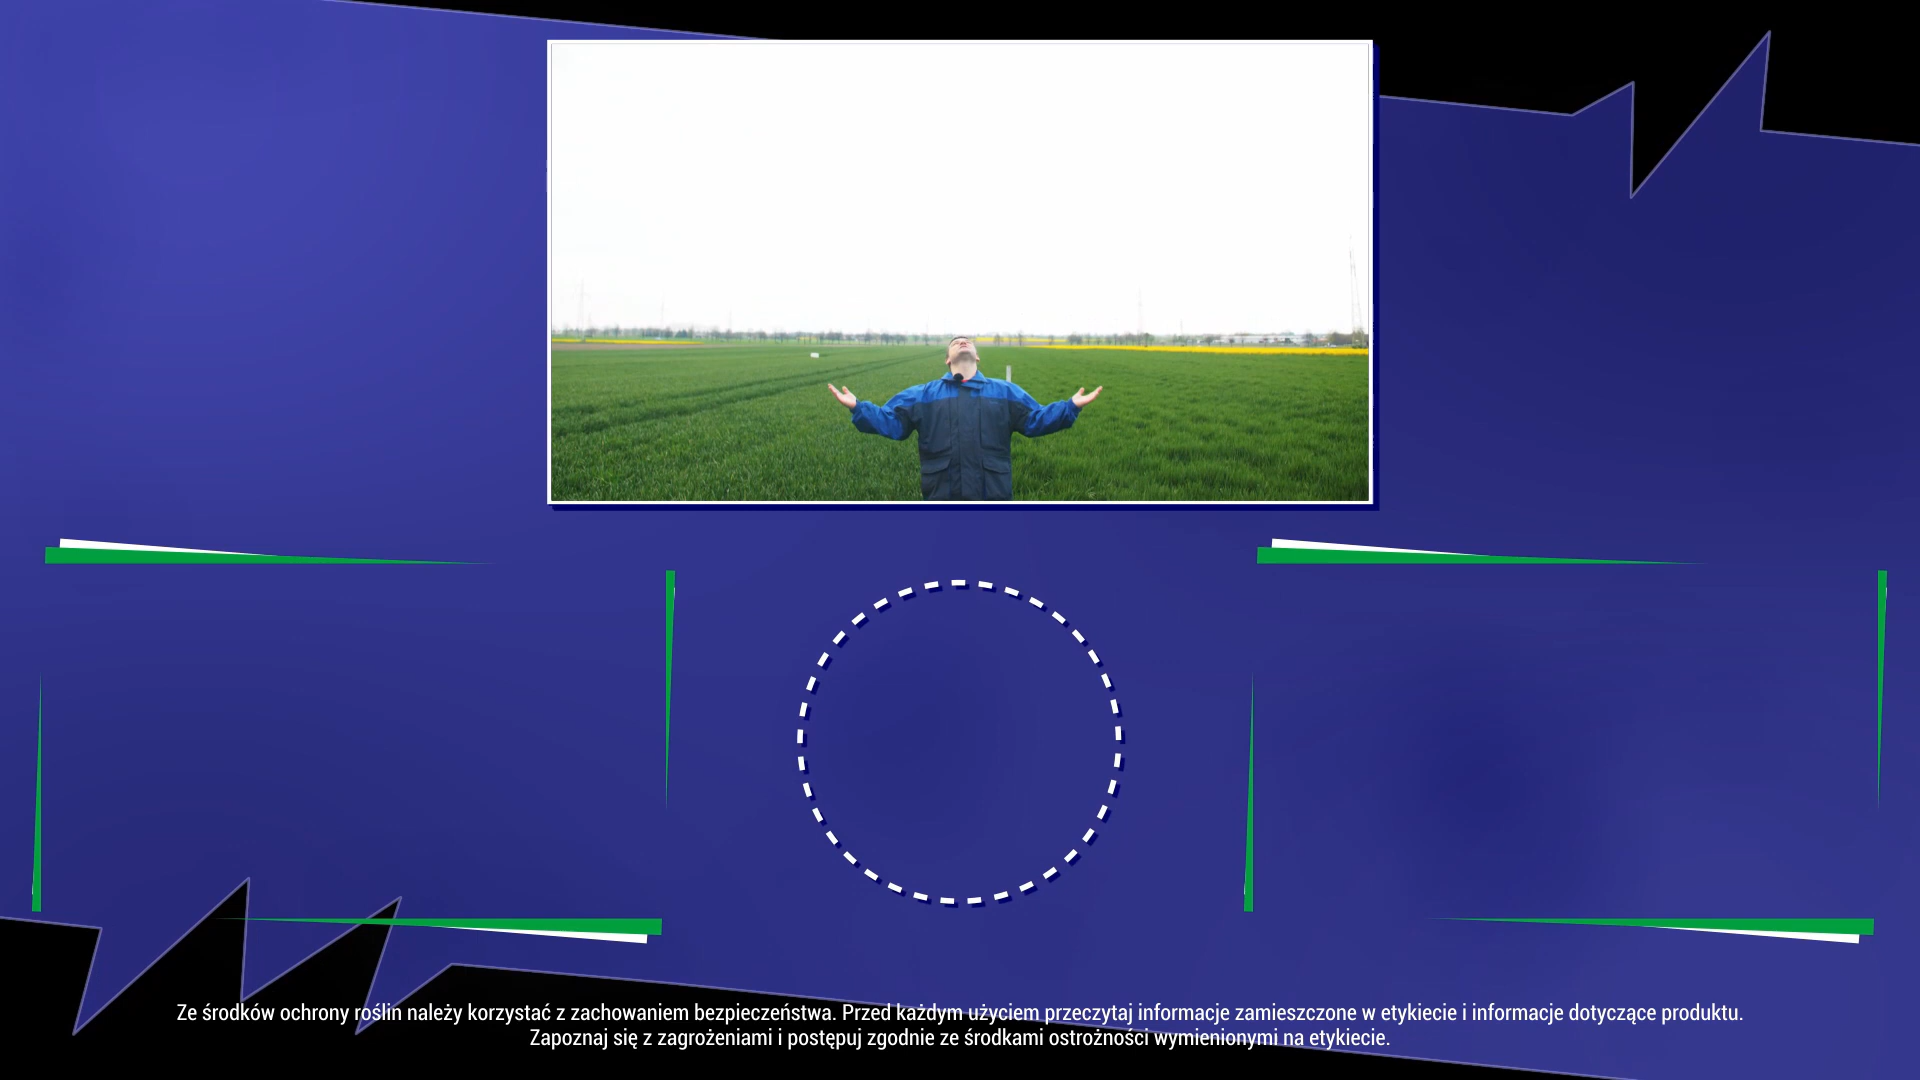 Ze środków ochrony roślin należy korzystać z zachowaniem bezpieczeństwa. Przed każdym użyciem przeczytaj informacje zamieszczone w etykiecie i informacje dotyczące produktu.
Zapoznaj się z zagrożeniami i postępuj zgodnie ze środkami ostrożności wymienionymi na etykiecie.